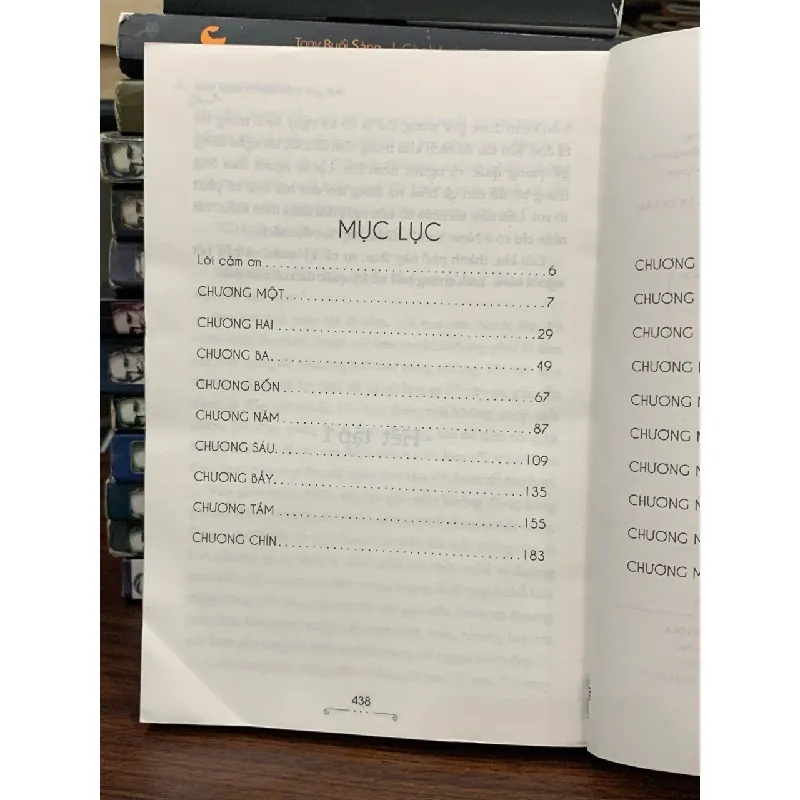 Tony Buổi Sáng
MỤC LỤC
Lời cảm ơn........................................6
CHƯƠNG MỘT........................................7
CHƯƠNG HAI........................................29
CHƯƠNG BA........................................49
CHƯƠNG BỐN........................................67
CHƯƠNG NĂM........................................87
CHƯƠNG SÁU........................................109
CHƯƠNG BẢY........................................135
CHƯƠNG TÁM........................................155
CHƯƠNG CHÍN........................................183
438
CHƯƠNG
CHƯƠNG
CHƯƠNG
CHƯƠNG
CHƯƠNG
CHƯƠNG
CHƯƠNG
CHƯƠNG
CHƯƠNG
CHƯƠNG